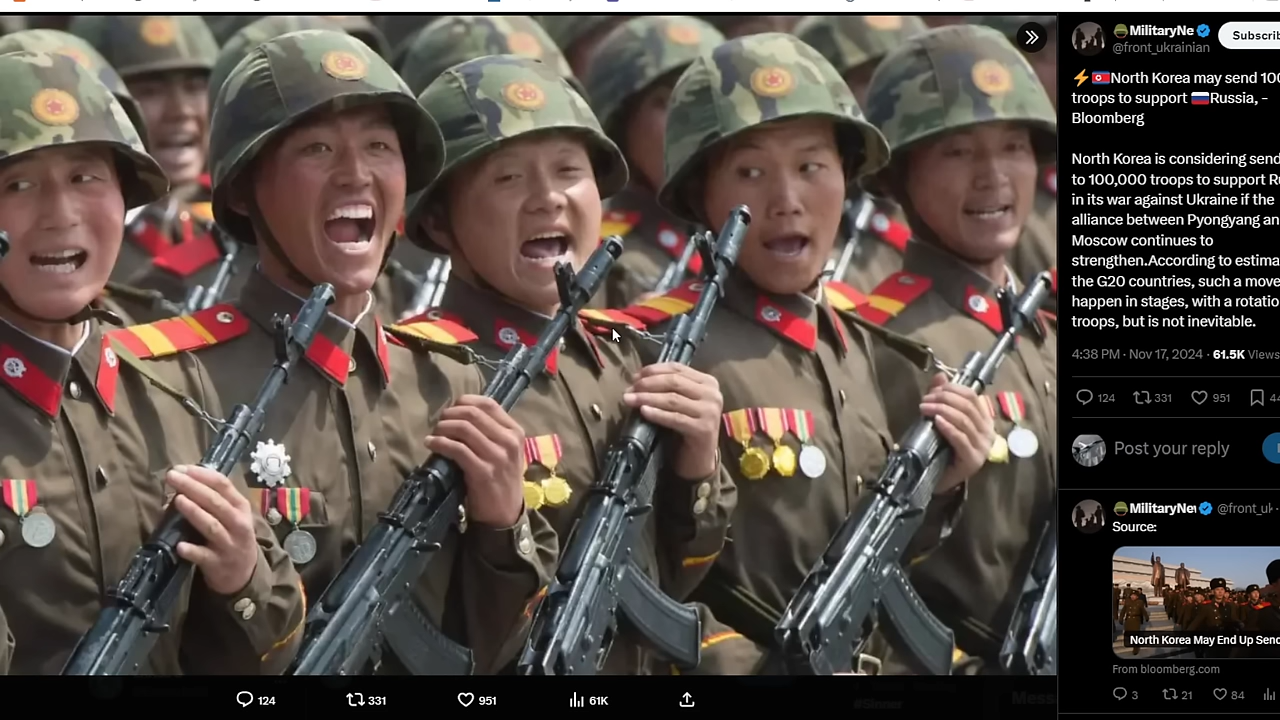 MilitaryNe
Subscrib
@front_ukrainian
⚡🇰🇵North Korea may send 100
troops to support 🇷🇺Russia, -
Bloomberg
North Korea is considering send
to 100,000 troops to support R
in its war against Ukraine if the
alliance between Pyongyang an
Moscow continues to
strengthen.According to estima
the G20 countries, such a move
happen in stages, with a rotatio
troops, but is not inevitable.
4:38 PM · Nov 17, 2024 · 61.5K Views
124 331 951 44
Post your reply
MilitaryNe @front_u ·
Source:
North Korea May End Up Send
From bloomberg.com
3 21 84
124 331 951 61K